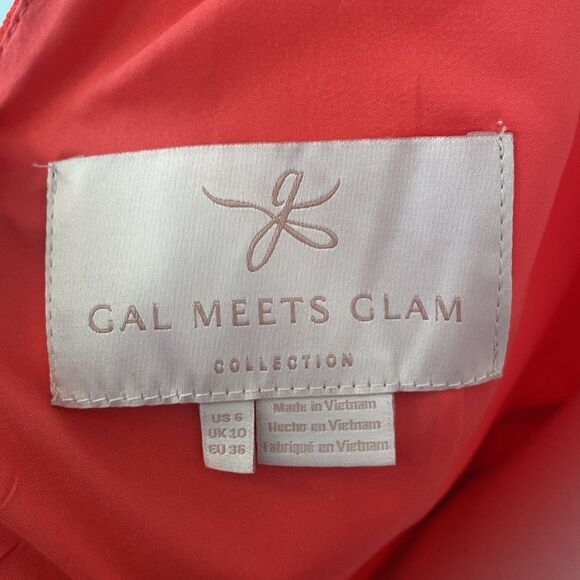 g
GAL MEETS GLAM
COLLECTION
US 6
UK 10
EU 36
Made in Vietnam
Hecho en Vietnam
Fabriqué en Vietnam